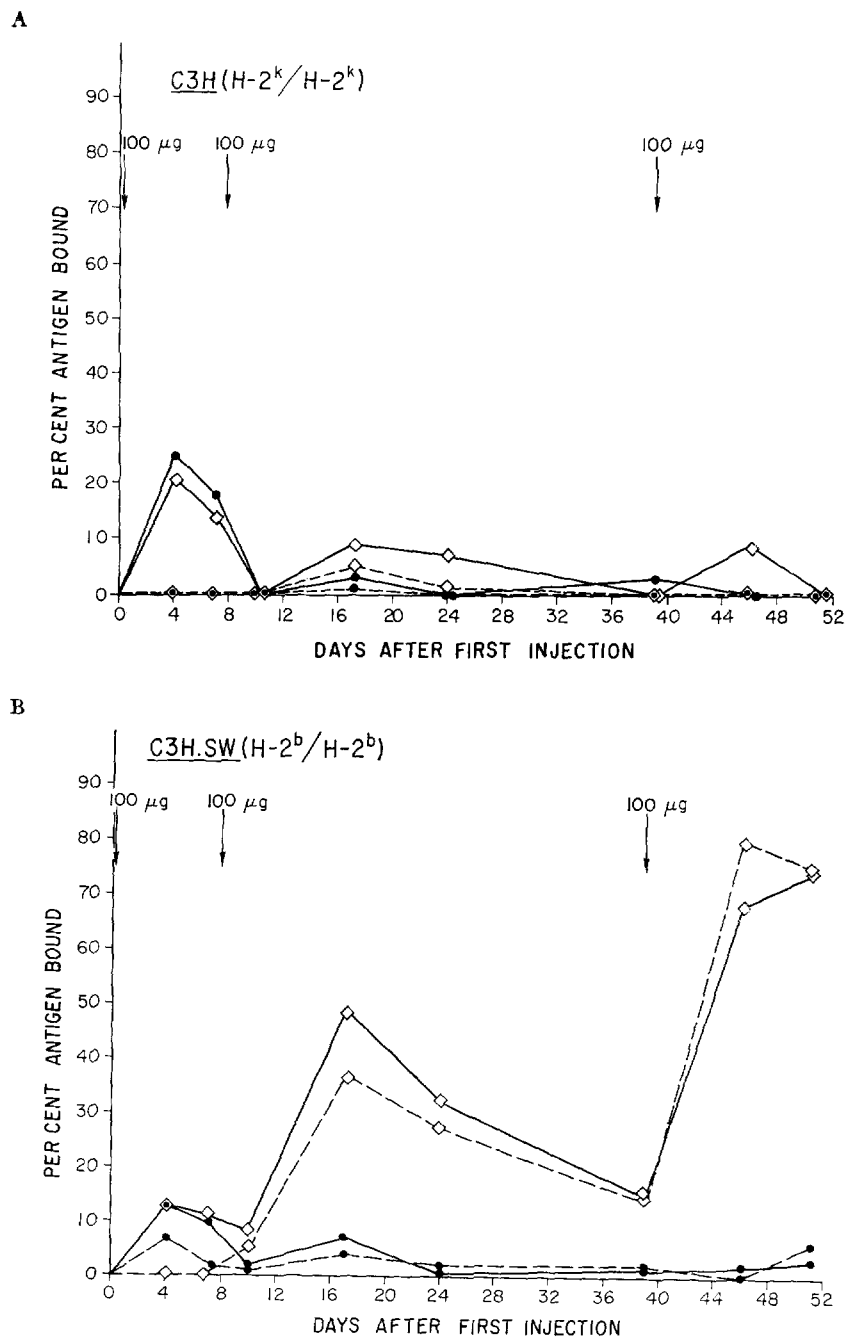 A
C3H (H-2ᵏ/H-2ᵏ)
100 μg
100 μg
100 μg
PER CENT ANTIGEN BOUND
90
80
70
60
50
40
30
20
10
0
0 4 8 12 16 20 24 28 32 36 40 44 48 52
DAYS AFTER FIRST INJECTION
B
C3H.SW (H-2ᵇ/H-2ᵇ)
100 μg
100 μg
100 μg
PER CENT ANTIGEN BOUND
90
80
70
60
50
40
30
20
10
0
0 4 8 12 16 20 24 28 32 36 40 44 48 52
DAYS AFTER FIRST INJECTION